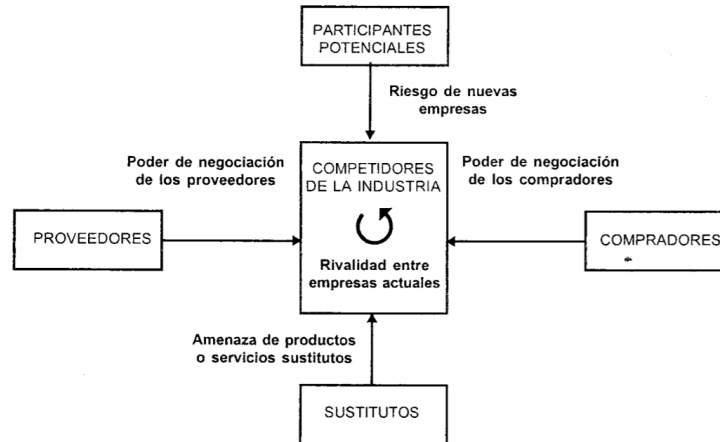 PARTICIPANTES
POTENCIALES
Riesgo de nuevas
empresas
Poder de negociación
de los proveedores
COMPETIDORES
DE LA INDUSTRIA
Poder de negociación
de los compradores
PROVEEDORES
Rivalidad entre
empresas actuales
COMPRADORES
Amenaza de productos
o servicios sustitutos
SUSTITUTOS